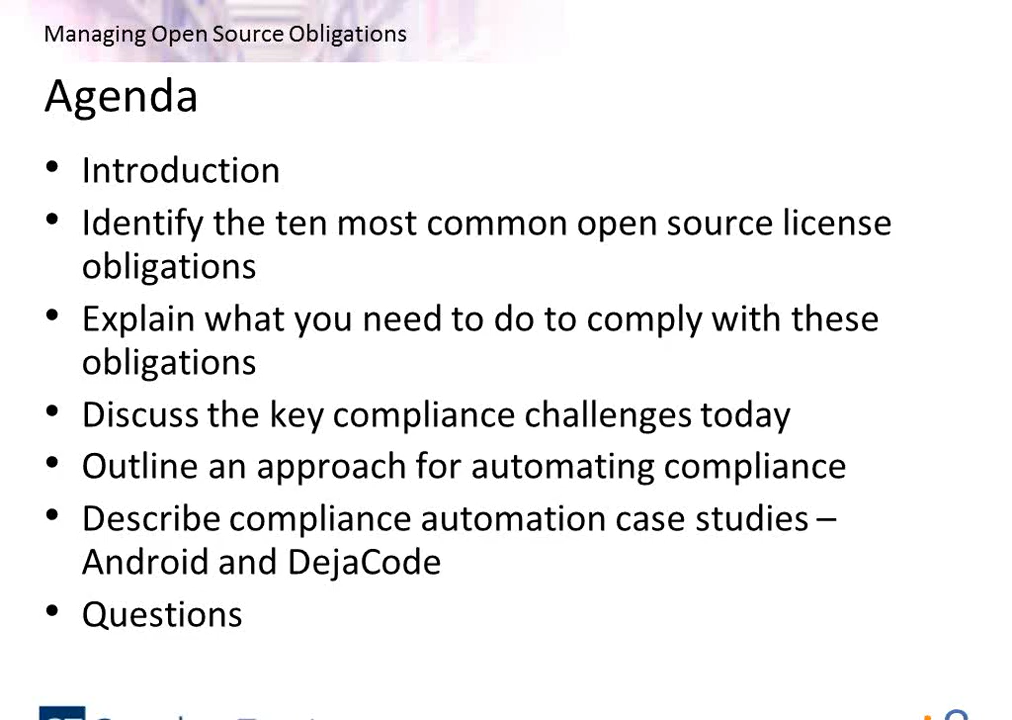 Managing Open Source Obligations
Agenda
• Introduction
• Identify the ten most common open source license
obligations
• Explain what you need to do to comply with these
obligations
• Discuss the key compliance challenges today
• Outline an approach for automating compliance
• Describe compliance automation case studies –
Android and DejaCode
• Questions